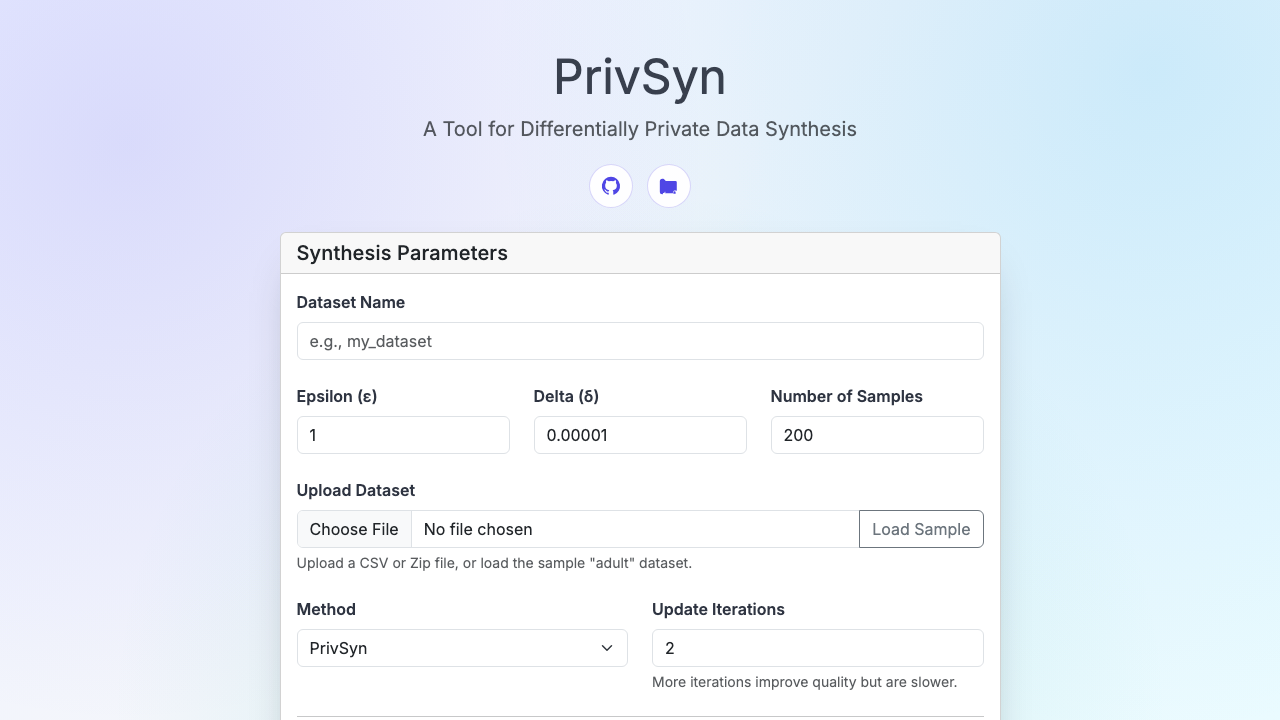 PrivSyn
A Tool for Differentially Private Data Synthesis
Synthesis Parameters
Dataset Name
e.g., my_dataset
Epsilon (ε) Delta (δ) Number of Samples
1 0.00001 200
Upload Dataset
Choose File No file chosen Load Sample
Upload a CSV or Zip file, or load the sample "adult" dataset.
Method Update Iterations
PrivSyn 2
More iterations improve quality but are slower.